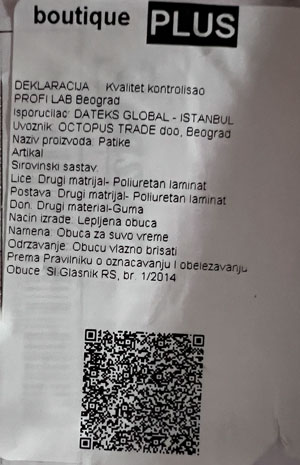 boutique PLUS
DEKLARACIJA Kvalitet kontrolisao
PROFI LAB Beograd
Isporucilac: DATEKS GLOBAL - ISTANBUL
Uvoznik: OCTOPUS TRADE doo, Beograd
Naziv proizvoda: Patike
Artikal
Sirovinski sastav:
Lice: Drugi matrijal- Poliuretan laminat
Postava: Drugi matrijal- Poliuretan laminat
Don: Drugi material-Guma
Nacin izrade: Lepljena obuca
Namena: Obuca za suvo vreme
Odrzavanje: Obucu vlazno brisati
Prema Pravilniku o oznacavanju I obelezavanju
Obuce: Sl.Glasnik RS, br. 1/2014